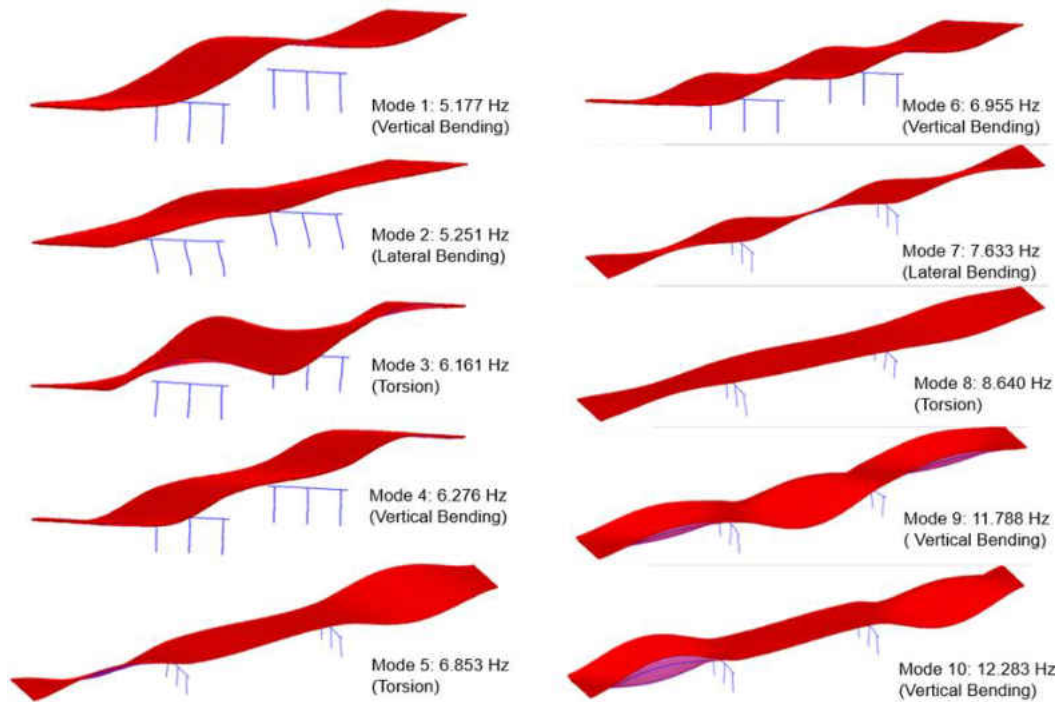 Mode 1: 5.177 Hz
(Vertical Bending)
Mode 2: 5.251 Hz
(Lateral Bending)
Mode 3: 6.161 Hz
(Torsion)
Mode 4: 6.276 Hz
(Vertical Bending)
Mode 5: 6.853 Hz
(Torsion)
Mode 6: 6.955 Hz
(Vertical Bending)
Mode 7: 7.633 Hz
(Lateral Bending)
Mode 8: 8.640 Hz
(Torsion)
Mode 9: 11.788 Hz
( Vertical Bending)
Mode 10: 12.283 Hz
(Vertical Bending)